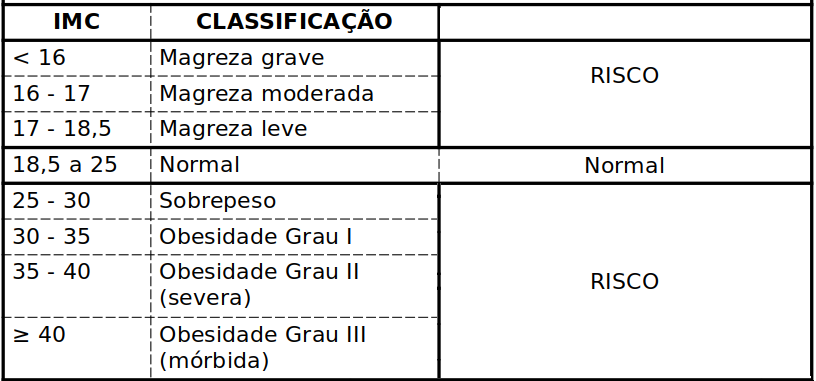 IMC CLASSIFICAÇÃO
< 16 Magreza grave
RISCO
16 - 17 Magreza moderada
17 - 18,5 Magreza leve
18,5 a 25 Normal Normal
25 - 30 Sobrepeso
30 - 35 Obesidade Grau I
35 - 40 Obesidade Grau II
(severa)
RISCO
≥ 40 Obesidade Grau III
(mórbida)